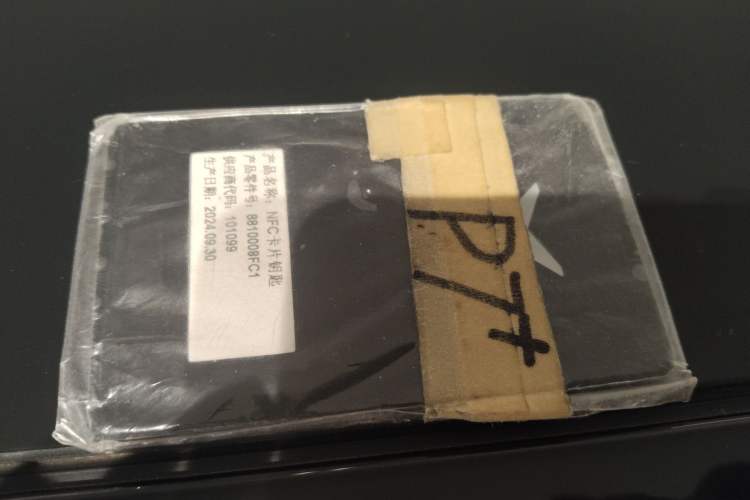 产品名称：NFC卡片钥匙
产品零件号：8810008FC1
供应商代码：101099
生产日期：2024.09.30
P7+